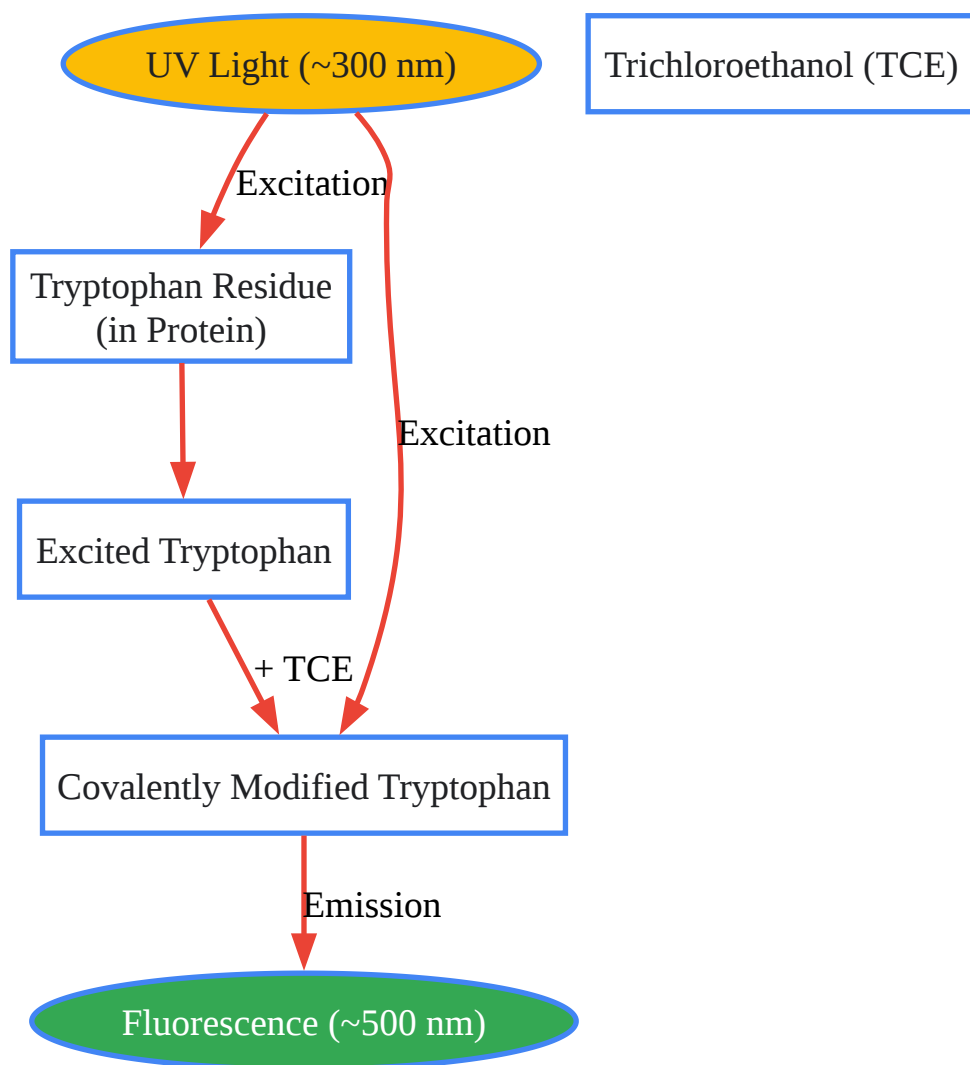 UV Light (~300 nm)
Trichloroethanol (TCE)
Excitation
Tryptophan Residue
(in Protein)
Excitation
Excited Tryptophan
+ TCE
Covalently Modified Tryptophan
Emission
Fluorescence (~500 nm)